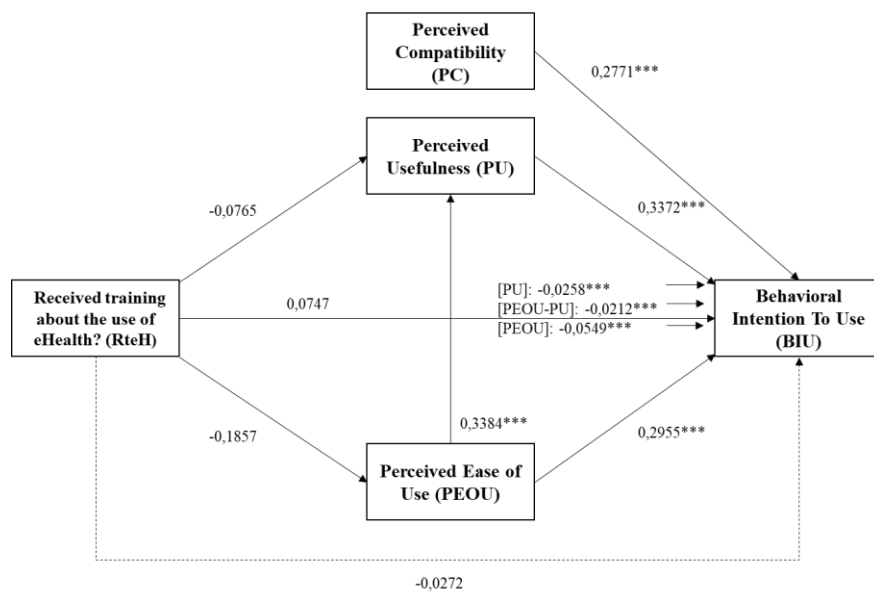 Perceived
Compatibility
(PC)
0,2771***
Perceived
Usefulness (PU)
-0,0765
0,3372***
Received training
about the use of
eHealth? (RteH)
0,0747
[PU]: -0,0258***
[PEOU-PU]: -0,0212***
[PEOU]: -0,0549***
Behavioral
Intention To Use
(BIU)
-0,1857
0,3384***
0,2955***
Perceived Ease of
Use (PEOU)
-0,0272